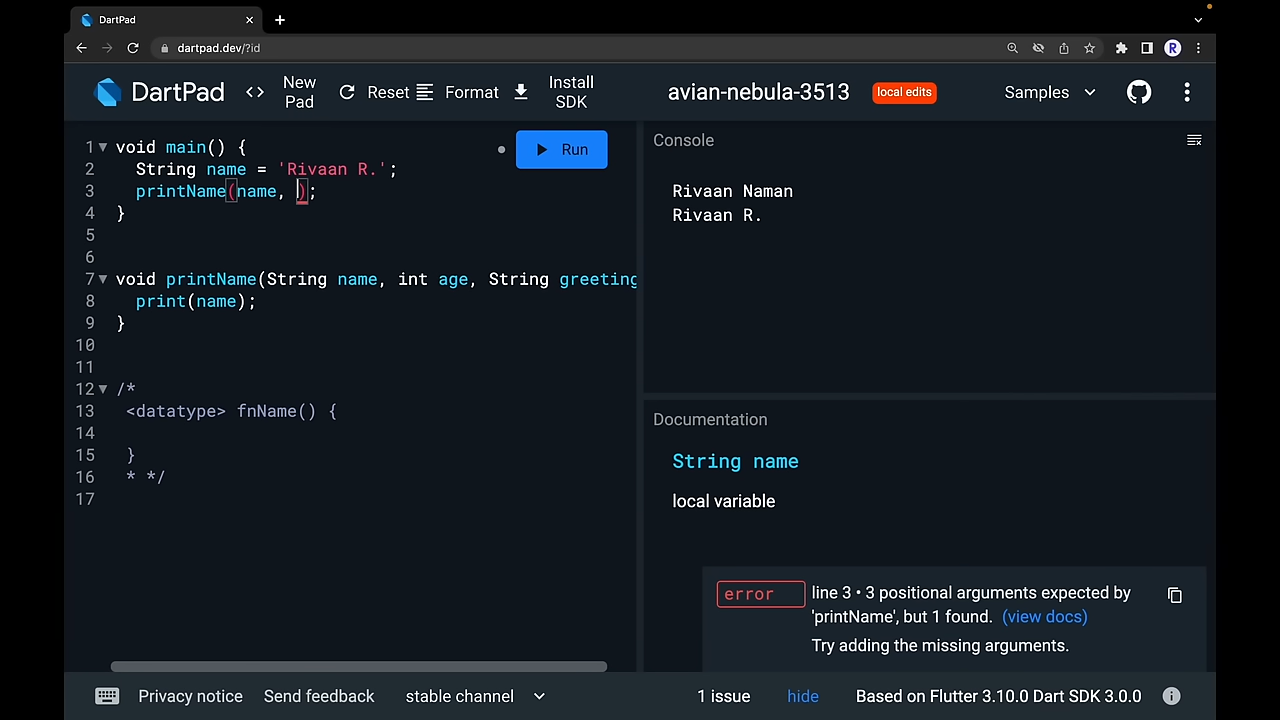 DartPad
dartpad.dev/?id
R
DartPad
<> New Pad
Reset
Format
Install SDK
avian-nebula-3513
local edits
Samples
1 void main() {
2 String name = 'Rivaan R.';
3 printName(name, );
4 }
5
6
7 void printName(String name, int age, String greeting
8 print(name);
9 }
10
11
12 /*
13 <datatype> fnName() {
14
15 }
16 * */
17
Run
Console
Rivaan Naman
Rivaan R.
Documentation
String name
local variable
error
line 3 • 3 positional arguments expected by
'printName', but 1 found. (view docs)
Try adding the missing arguments.
Privacy notice
Send feedback
stable channel
1 issue
hide
Based on Flutter 3.10.0 Dart SDK 3.0.0